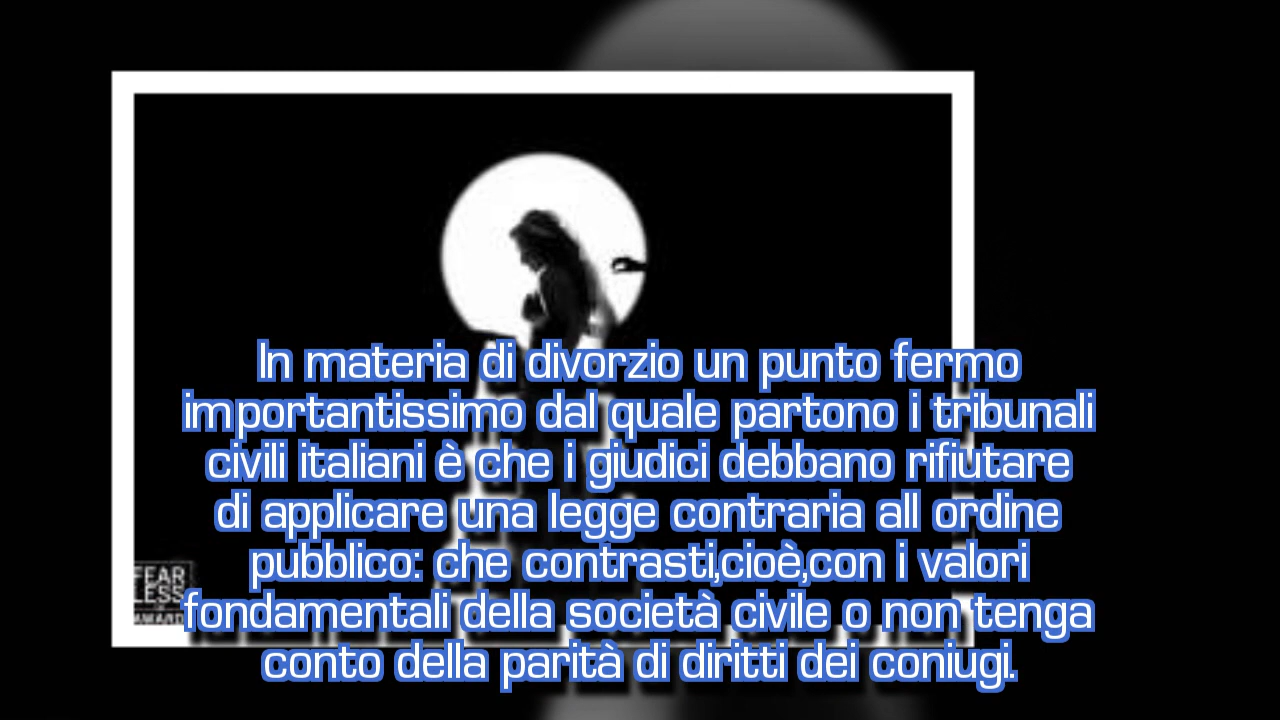 In materia di divorzio un punto fermo
importantissimo dal quale partono i tribunali
civili italiani è che i giudici debbano rifiutare
di applicare una legge contraria all ordine
pubblico: che contrasti,cioè,con i valori
fondamentali della società civile o non tenga
conto della parità di diritti dei coniugi.
FEAR
LESS